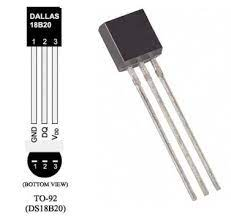 DALLAS
18B20
1 2 3
GND
DQ
VDD
1 2 3
(BOTTOM VIEW)
TO-92
(DS18B20)